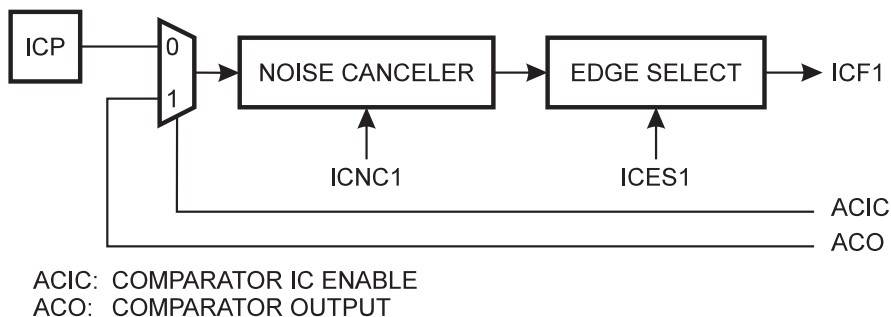 ICP
0
1
NOISE CANCELER
EDGE SELECT
ICF1
ICNC1
ICES1
ACIC
ACO
ACIC: COMPARATOR IC ENABLE
ACO: COMPARATOR OUTPUT